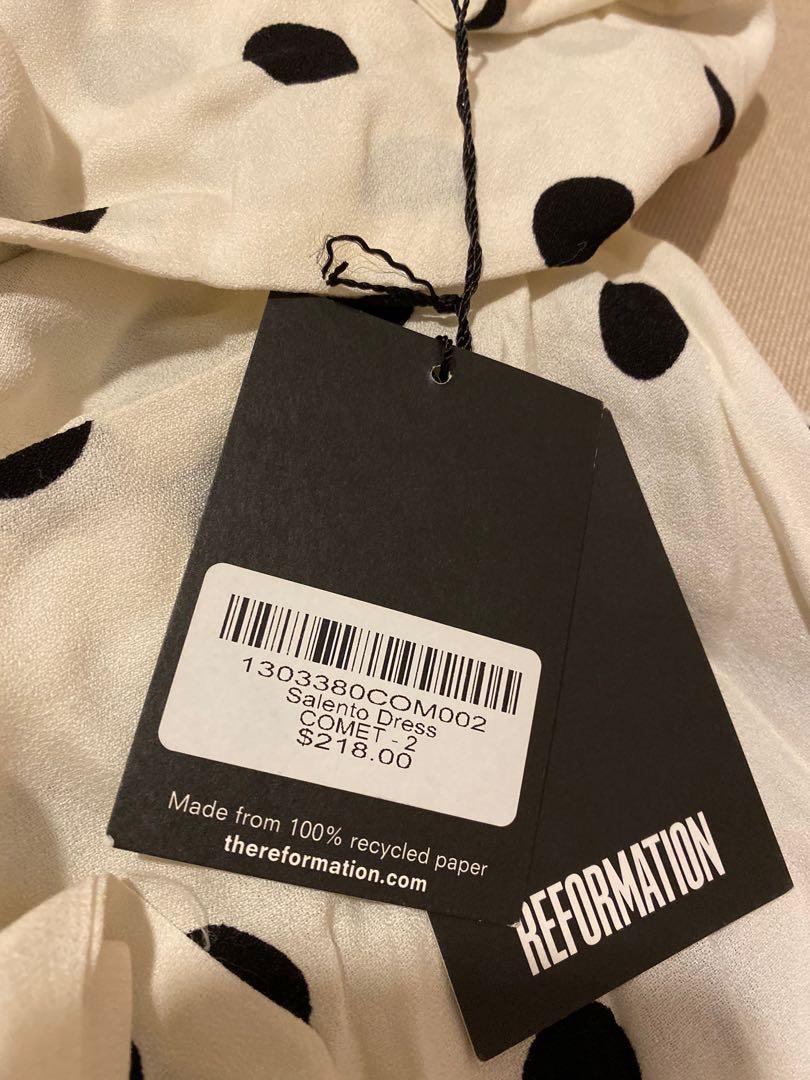 1303380COM002
Salento Dress
COMET - 2
$218.00
Made from 100% recycled paper
thereformation.com
REFORMATION